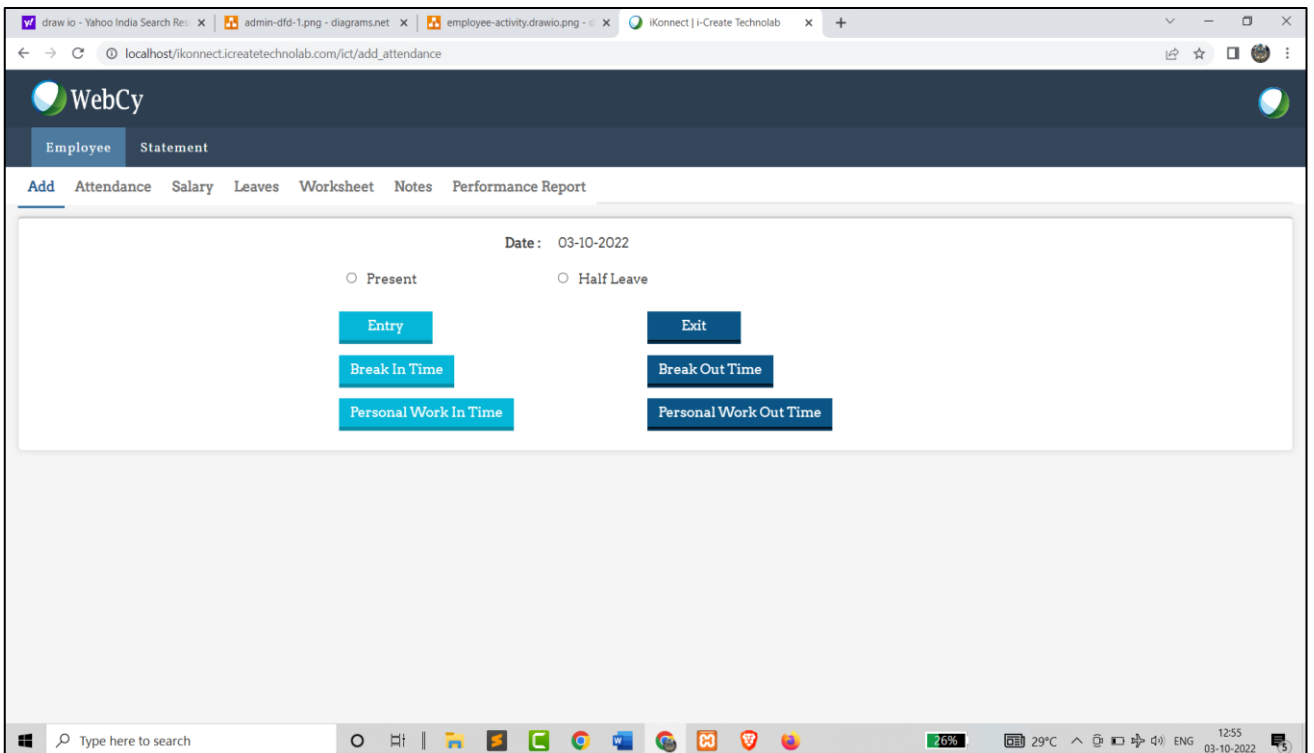 draw io - Yahoo India Search Res admin-dfd-1.png - diagrams.net employee-activity.drawio.png - d iKonnect | i-Create Technolab
localhost/ikonnect.icreatetechnolab.com/ict/add_attendance
WebCy
Employee Statement
Add Attendance Salary Leaves Worksheet Notes Performance Report
Date : 03-10-2022
Present Half Leave
Entry Exit
Break In Time Break Out Time
Personal Work In Time Personal Work Out Time
Type here to search 26% 29°C ENG 12:55
03-10-2022 5